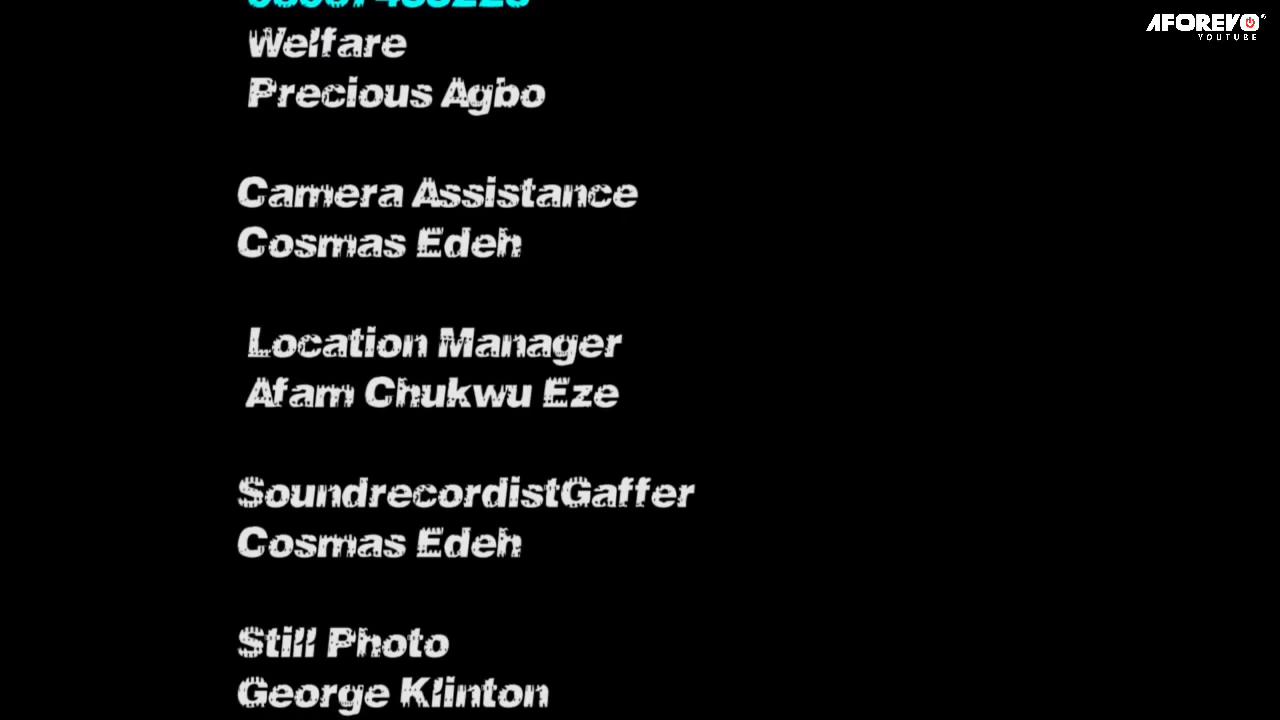 AFOREVO
YOUTUBE
Welfare
Precious Agbo
Camera Assistance
Cosmas Edeh
Location Manager
Afam Chukwu Eze
SoundrecordistGaffer
Cosmas Edeh
Still Photo
George Klinton